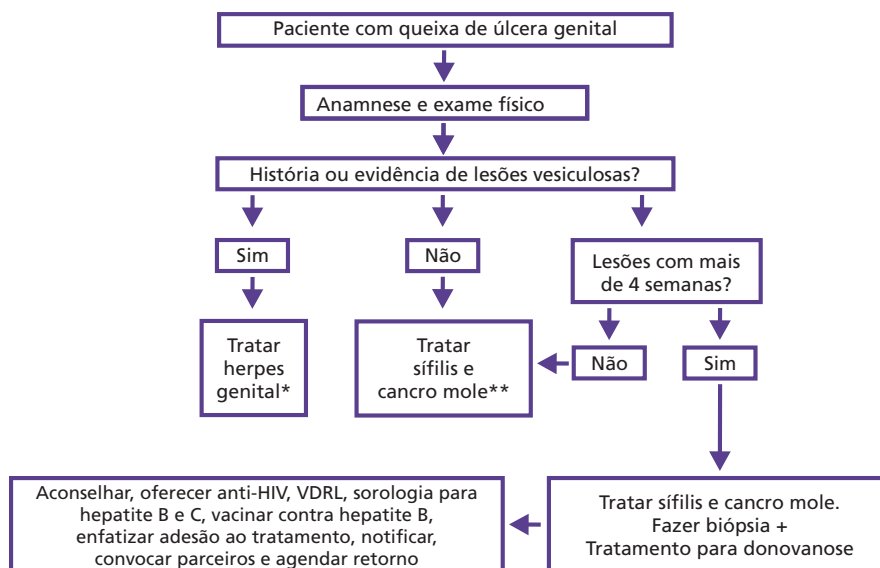 Paciente com queixa de úlcera genital
Anamnese e exame físico
História ou evidência de lesões vesiculosas?
Sim
Não
Lesões com mais
de 4 semanas?
Tratar
herpes
genital*
Tratar
sífilis e
cancro mole**
Não
Sim
Aconselhar, oferecer anti-HIV, VDRL, sorologia para
hepatite B e C, vacinar contra hepatite B,
enfatizar adesão ao tratamento, notificar,
convocar parceiros e agendar retorno
Tratar sífilis e cancro mole.
Fazer biópsia +
Tratamento para donovanose